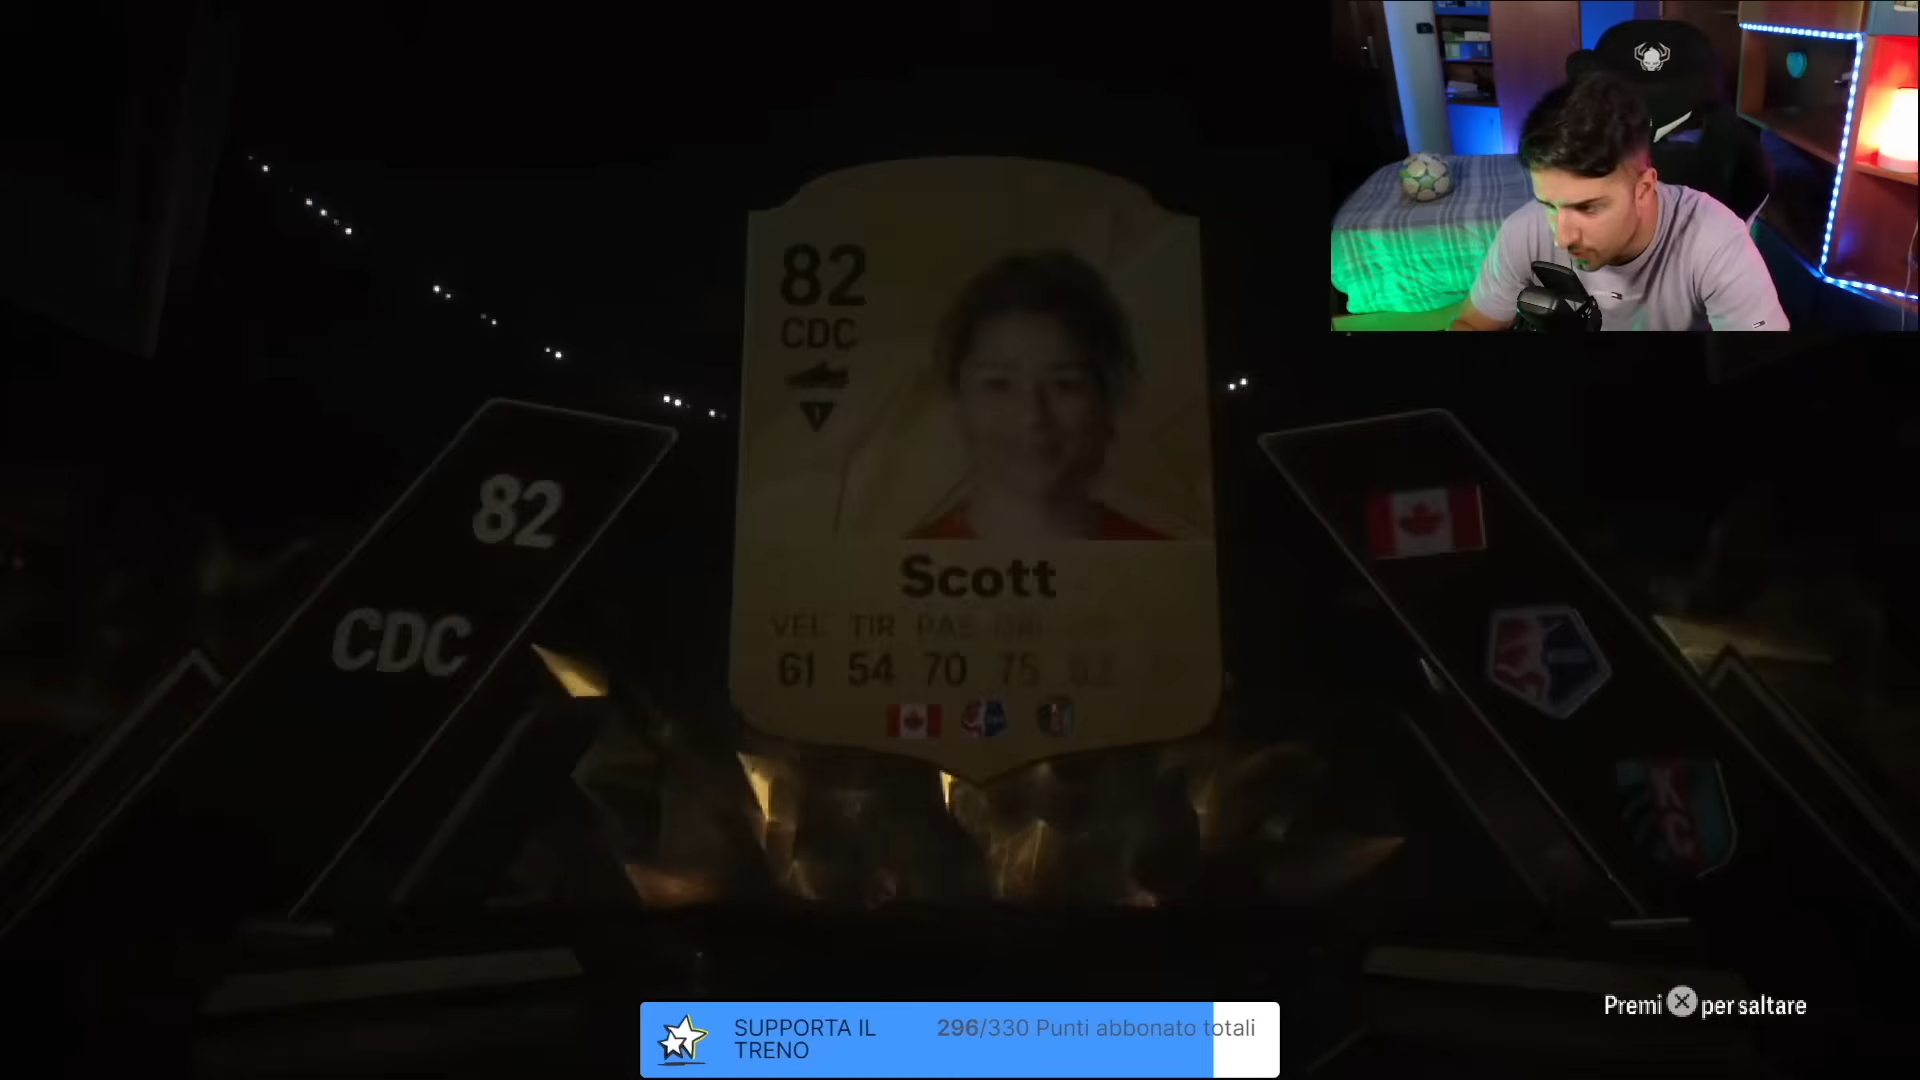 82
CDC
Scott
VEL TIR PAS
61 54 70 75
82
CDC
KC
Premi X per saltare
SUPPORTA IL
TRENO
296/330 Punti abbonato totali